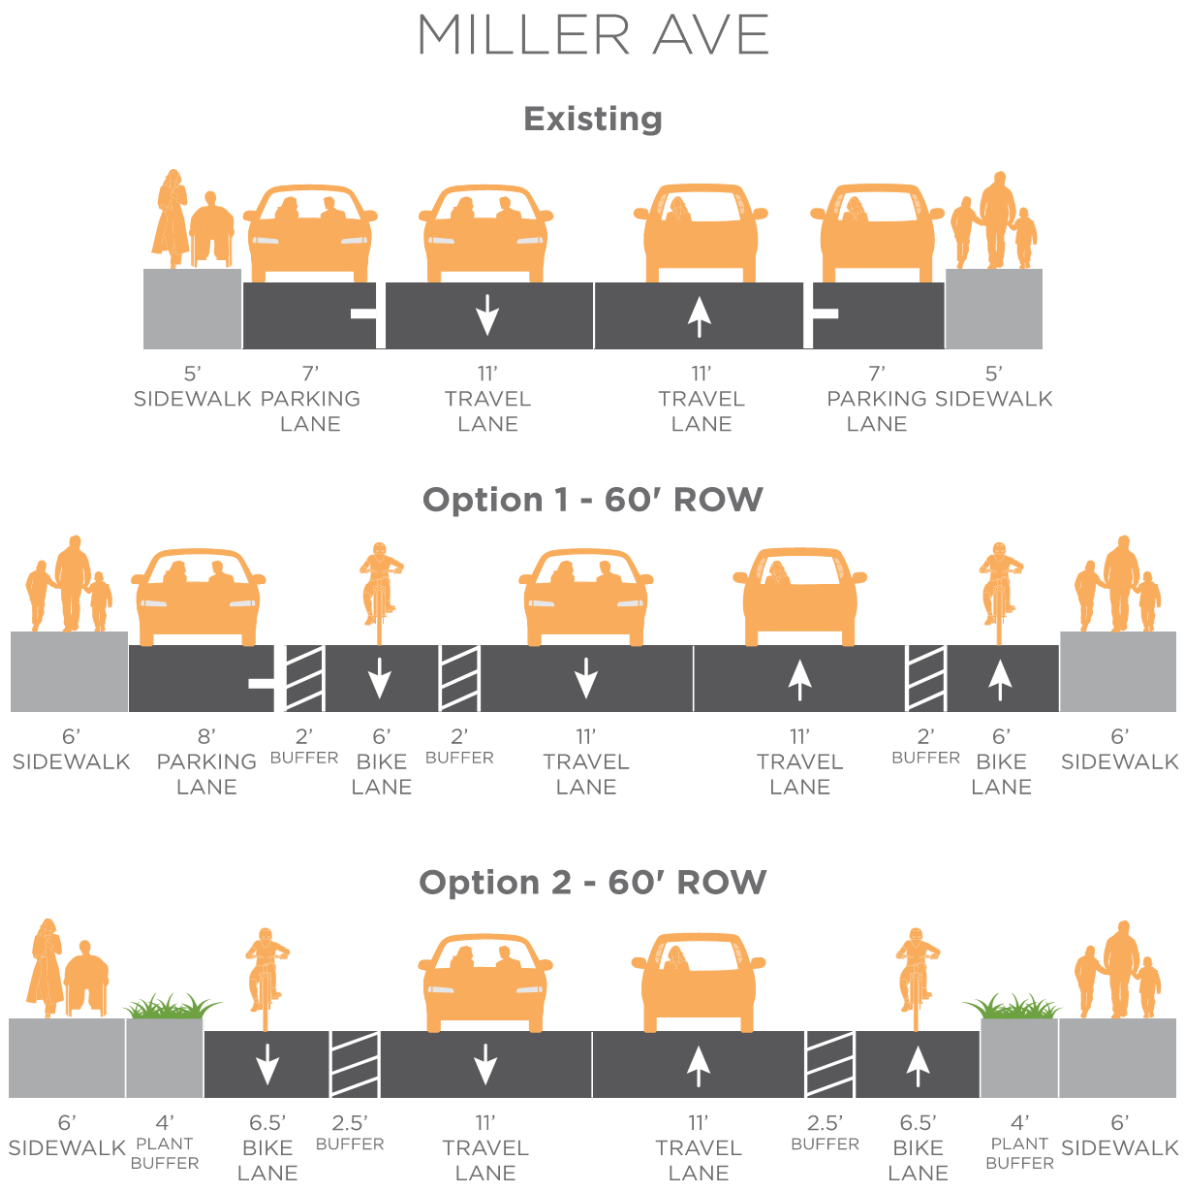 MILLER AVE
Existing
5’ 7’ 11’ 11’ 7’ 5’
SIDEWALK PARKING TRAVEL TRAVEL PARKING SIDEWALK
LANE LANE LANE LANE
Option 1 - 60' ROW
6’ 8’ 2’ 6’ 2’ 11’ 11’ 2’ 6’ 6’
SIDEWALK PARKING BUFFER BIKE BUFFER TRAVEL TRAVEL BUFFER BIKE SIDEWALK
LANE LANE LANE LANE LANE
Option 2 - 60' ROW
6’ 4’ 6.5’ 2.5’ 11’ 11’ 2.5’ 6.5’ 4’ 6’
SIDEWALK PLANT BIKE BUFFER TRAVEL TRAVEL BUFFER BIKE PLANT SIDEWALK
BUFFER LANE LANE LANE LANE BUFFER